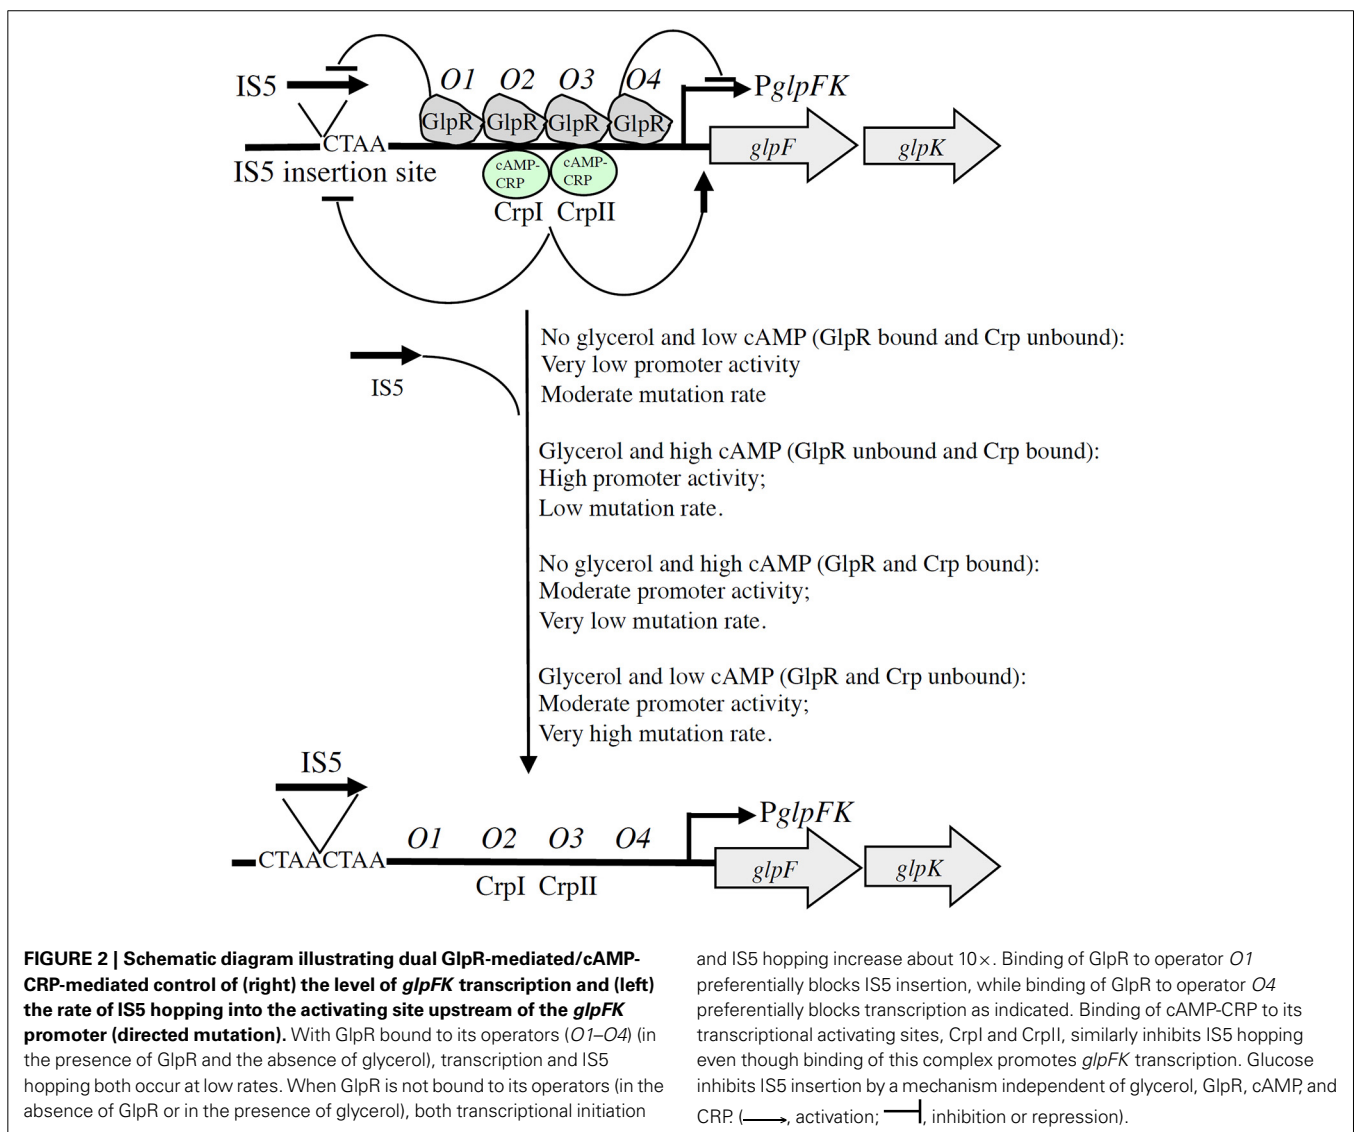 IS5
O1 O2 O3 O4
PglpFK
GlpR GlpR GlpR GlpR
CTAA
glpF glpK
IS5 insertion site
cAMP-
CRP
cAMP-
CRP
CrpI CrpII
No glycerol and low cAMP (GlpR bound and Crp unbound):
Very low promoter activity
Moderate mutation rate
IS5
Glycerol and high cAMP (GlpR unbound and Crp bound):
High promoter activity;
Low mutation rate.
No glycerol and high cAMP (GlpR and Crp bound):
Moderate promoter activity;
Very low mutation rate.
Glycerol and low cAMP (GlpR and Crp unbound):
Moderate promoter activity;
Very high mutation rate.
IS5
PglpFK
O1 O2 O3 O4
CTAACTAA
glpF glpK
CrpI CrpII
FIGURE 2 | Schematic diagram illustrating dual GlpR-mediated/cAMP-
CRP-mediated control of (right) the level of glpFK transcription and (left)
the rate of IS5 hopping into the activating site upstream of the glpFK
promoter (directed mutation). With GlpR bound to its operators (O1–O4) (in
the presence of GlpR and the absence of glycerol), transcription and IS5
hopping both occur at low rates. When GlpR is not bound to its operators (in the
absence of GlpR or in the presence of glycerol), both transcriptional initiation
and IS5 hopping increase about 10×. Binding of GlpR to operator O1
preferentially blocks IS5 insertion, while binding of GlpR to operator O4
preferentially blocks transcription as indicated. Binding of cAMP-CRP to its
transcriptional activating sites, CrpI and CrpII, similarly inhibits IS5 hopping
even though binding of this complex promotes glpFK transcription. Glucose
inhibits IS5 insertion by a mechanism independent of glycerol, GlpR, cAMP, and
CRP. (⟶, activation; ⊣, inhibition or repression).